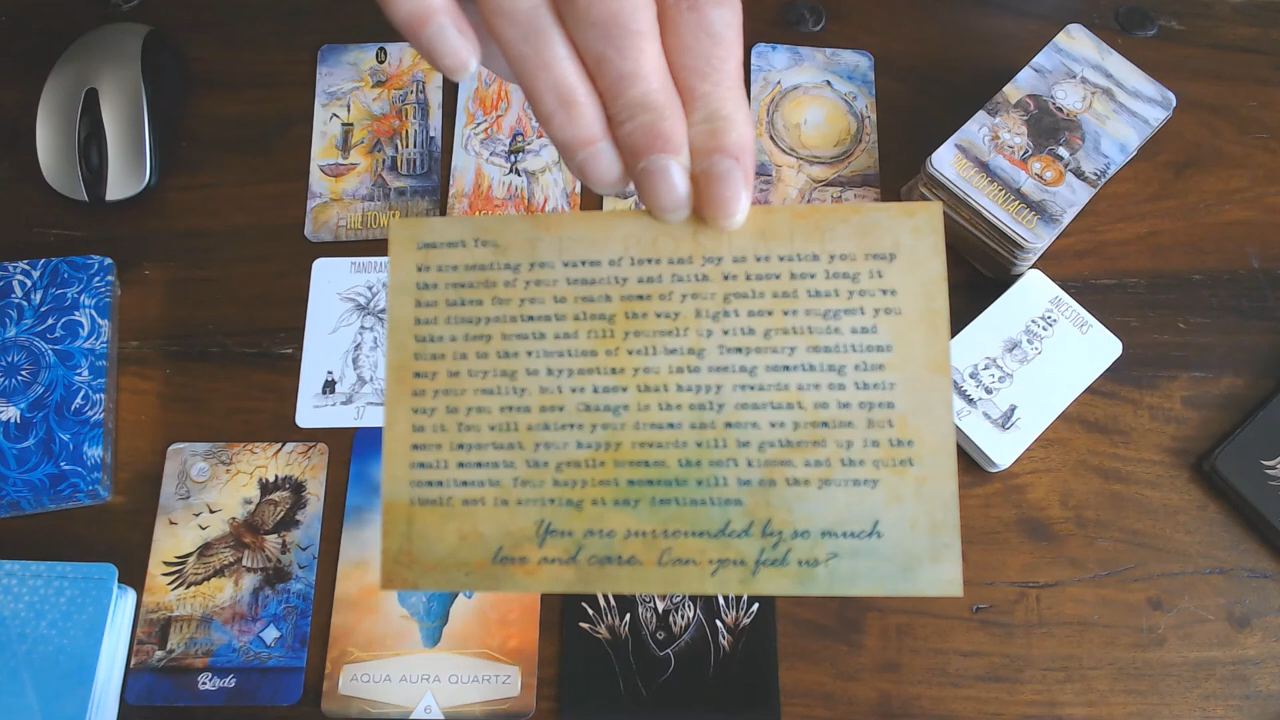 16
THE TOWER
PAGE OF PENTACLES
MANDRAK
37
ANCESTORS
42
Dearest You,
We are sending you waves of love and joy as we watch you reap
the rewards of your tenacity and faith. We know how long it
has taken for you to reach some of your goals and that you've
had disappointments along the way. Right now we suggest you
take a deep breath and fill yourself up with gratitude, and
tune in to the vibration of well-being. Temporary conditions
may be trying to hypnotize you into seeing something else
as your reality, but we know that happy rewards are on their
way to you even now. Change is the only constant, so be open
to it. You will achieve your dreams and more, we promise. But
more important, your happy rewards will be gathered up in the
small moments, the gentle breezes, the soft kisses, and the quiet
commitments. Your happiest moments will be on the journey
itself, not in arriving at any destination.
You are surrounded by so much
love and care. Can you feel us?
Birds
AQUA AURA QUARTZ
6